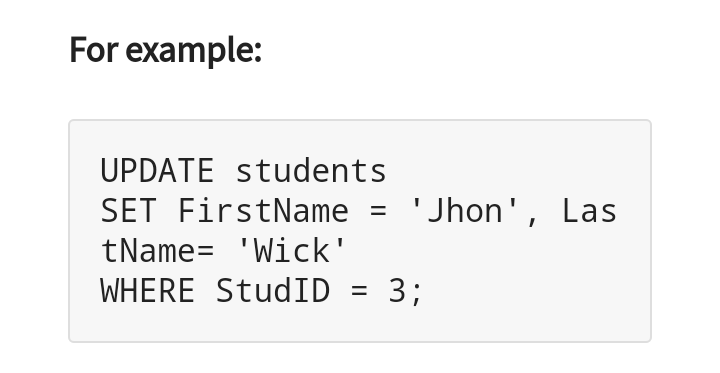 For example:
UPDATE students
SET FirstName = 'Jhon', Las
tName= 'Wick'
WHERE StudID = 3;